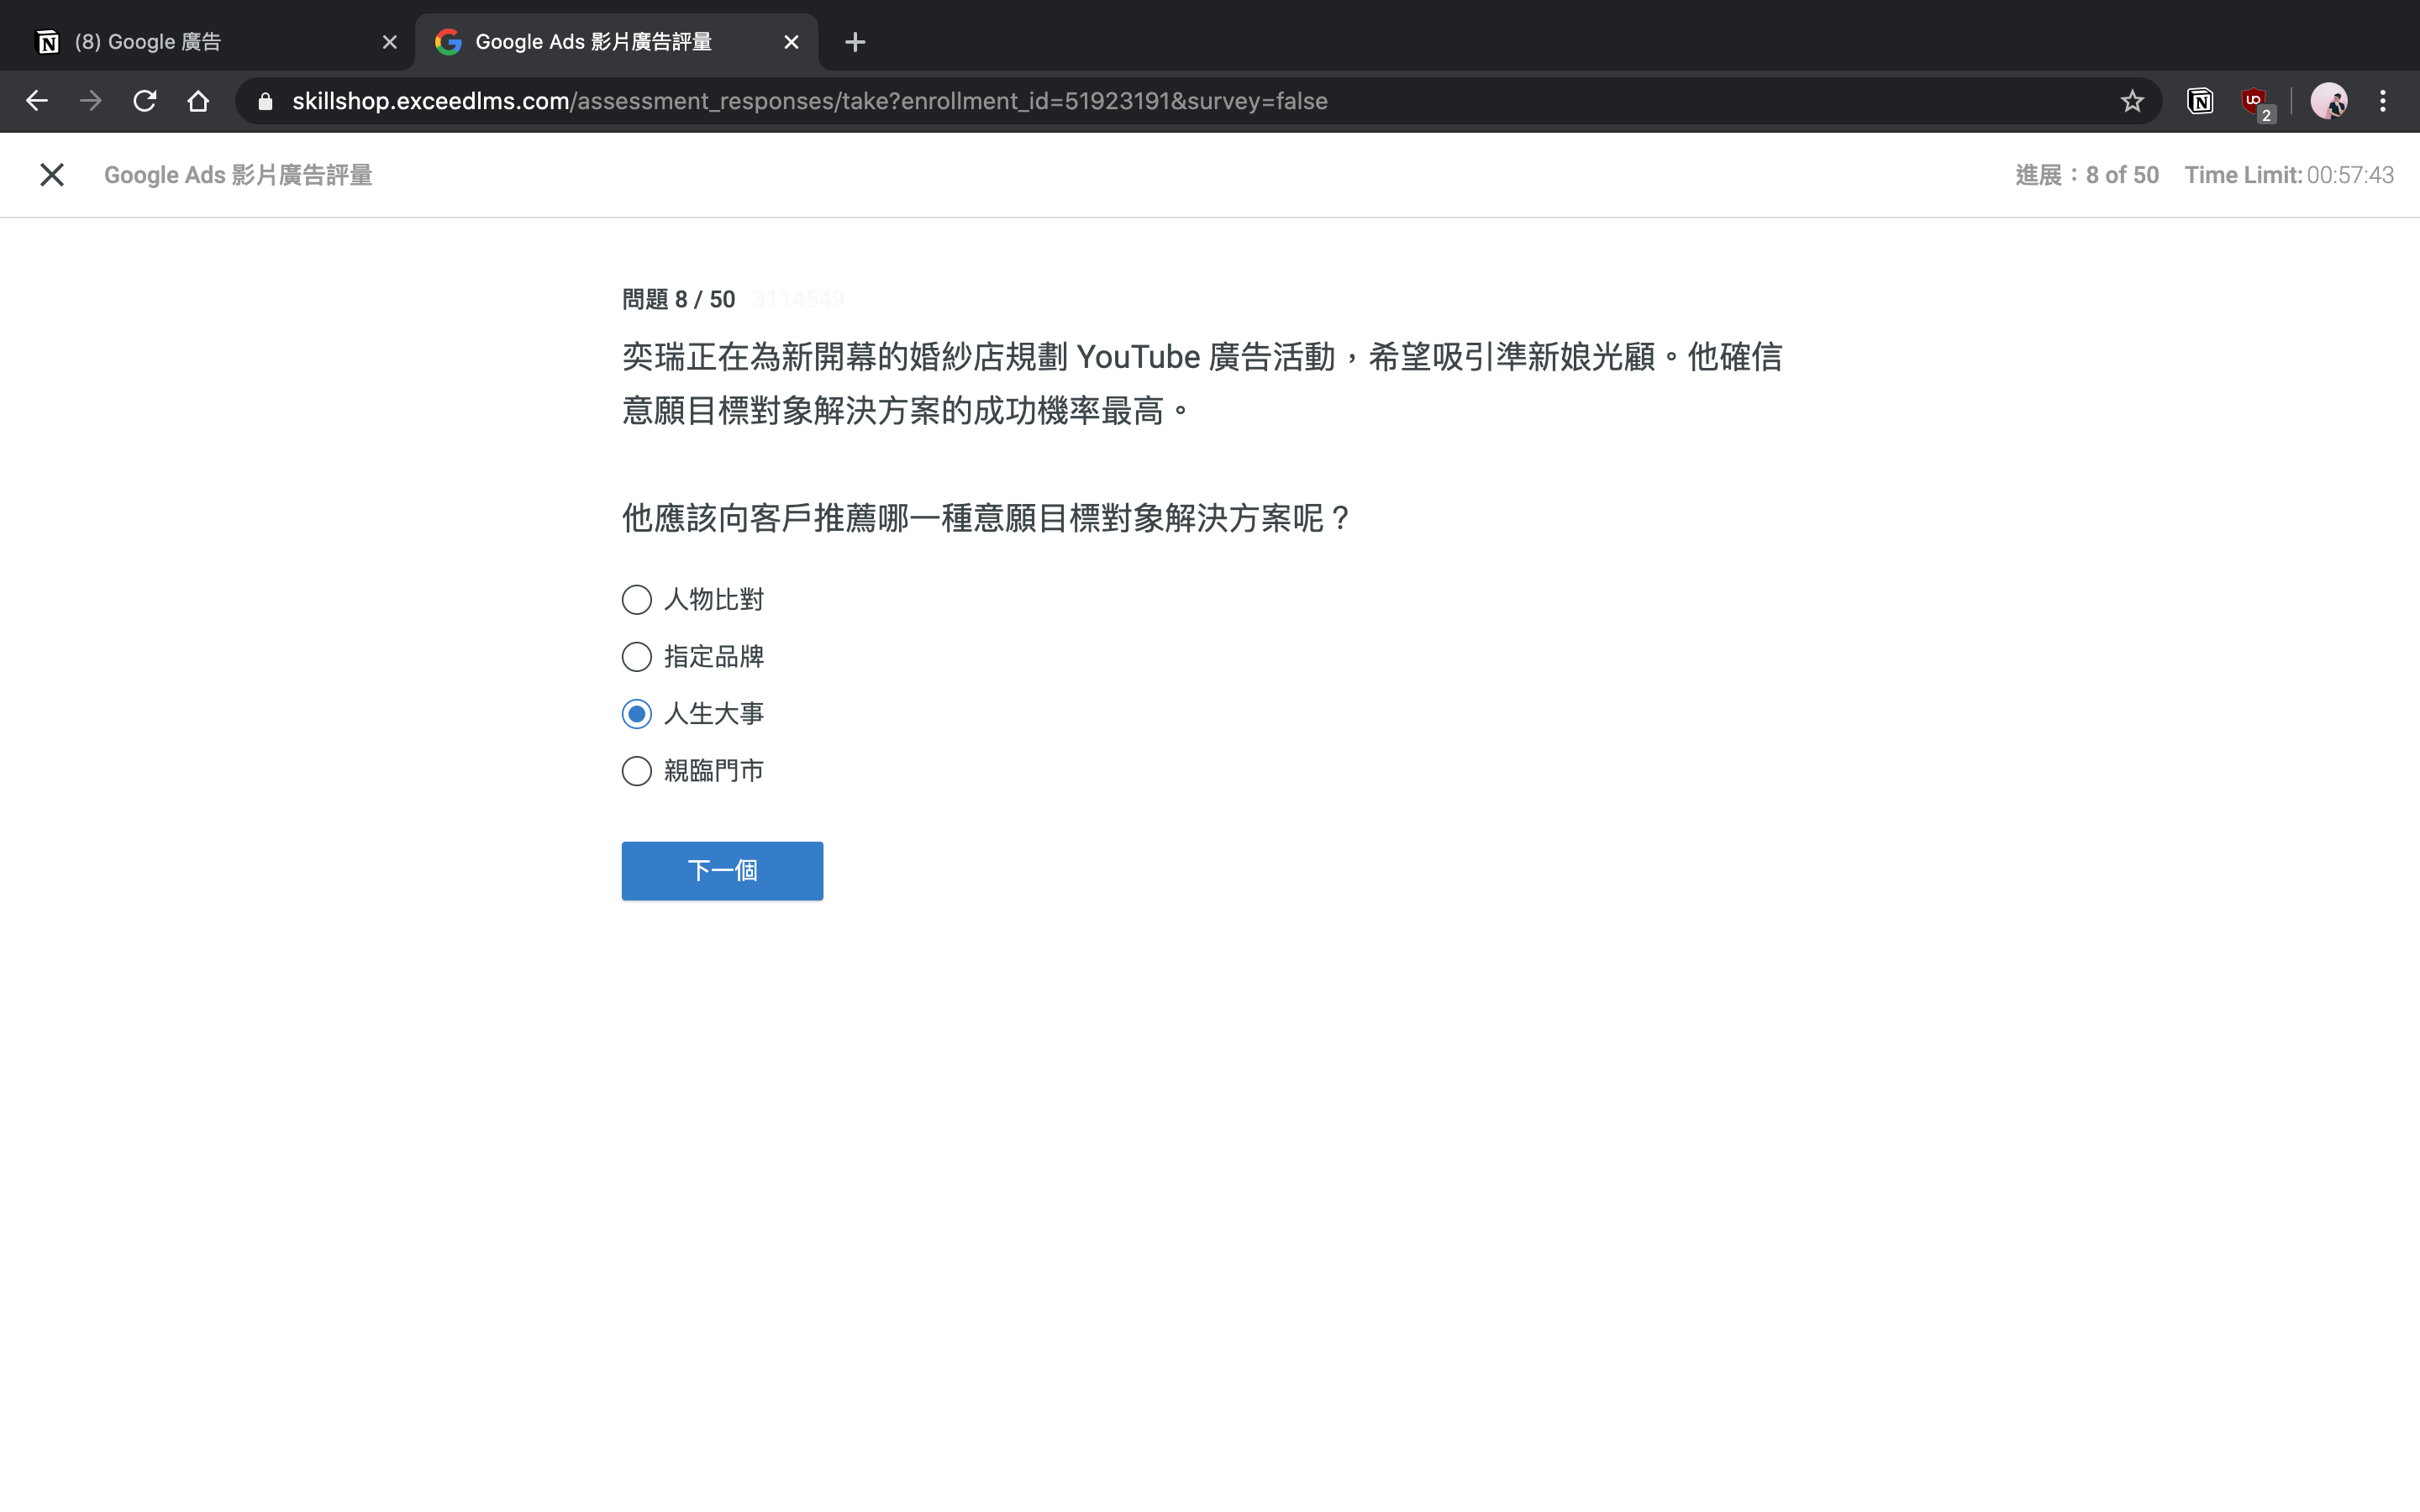 (8) Google 廣告
Google Ads 影片廣告評量
skillshop.exceedlms.com/assessment_responses/take?enrollment_id=51923191&survey=false
2
Google Ads 影片廣告評量
進展：8 of 50 Time Limit: 00:57:43
問題 8 / 50 3114549
奕瑞正在為新開幕的婚紗店規劃 YouTube 廣告活動，希望吸引準新娘光顧。他確信
意願目標對象解決方案的成功機率最高。
他應該向客戶推薦哪一種意願目標對象解決方案呢？
人物比對
指定品牌
人生大事
親臨門市
下一個